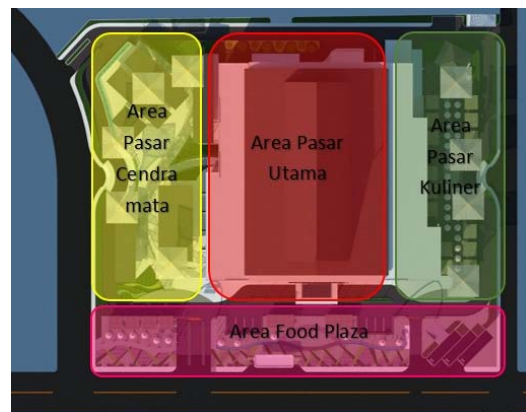 Area
Pasar
Cendra
mata
Area Pasar
Utama
Area
Pasar
Kuliner
Area Food Plaza